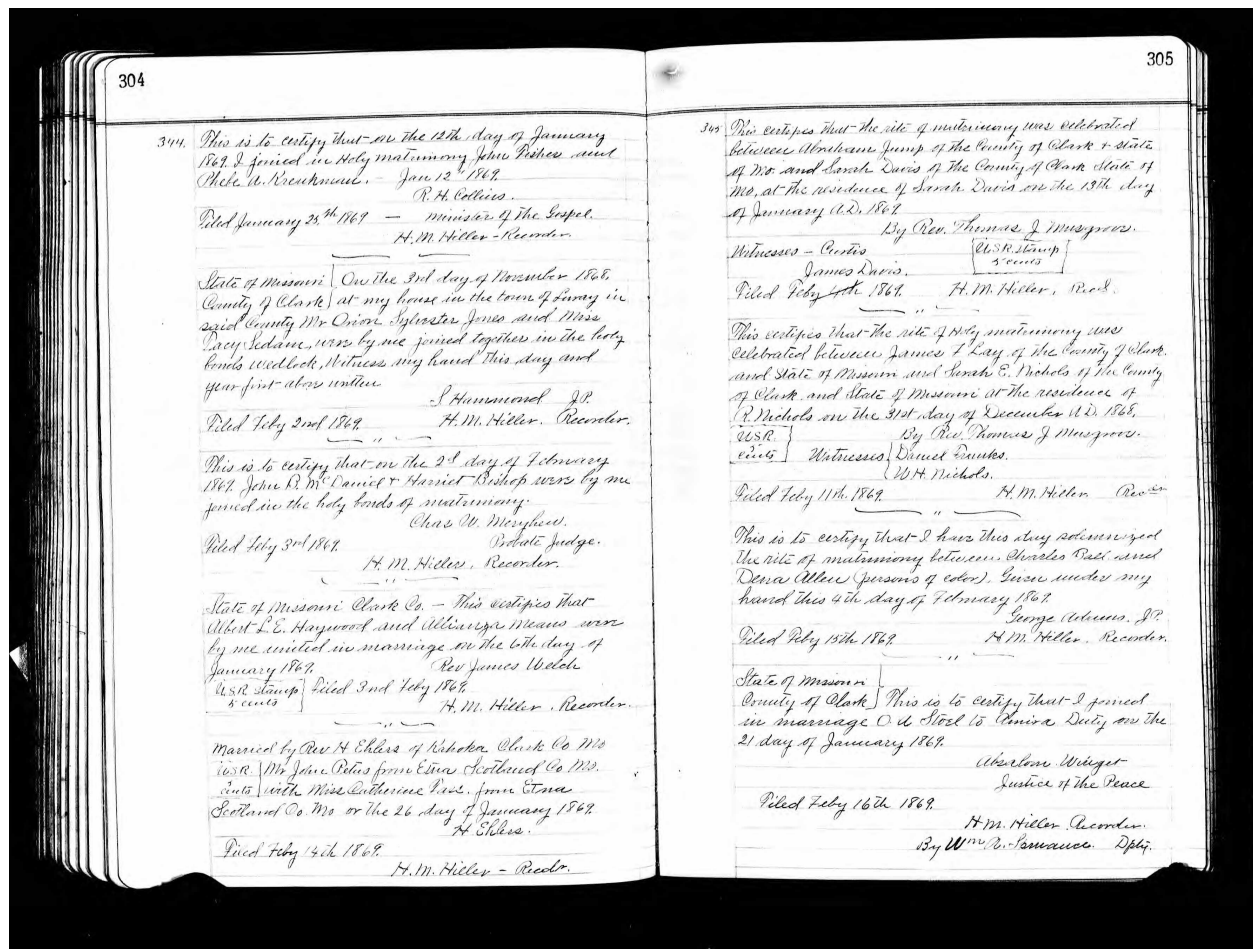 304
344. This is to certify that on the 12th day of January
1869. I joined in Holy matrimony John Fisher and
Phebe A. Kreukman. – Jan 12th 1869.
R. H. Collins.
Filed January 25th 1869 – minister of the Gospel.
H. M. Hiller – Recorder.
State of Missouri } On the 3rd day of November 1868.
County of Clark } at my house in the town of Luray in
said County Mr Orion Sylvester Jones and Miss
Pacy Sedam, were by me joined together in the holy
bonds wedlock, Witness my hand this day and
year first above written
S Hammond J.P.
Filed Feby 2nd 1869. H. M. Hiller. Recorder.
This is to certify that on the 2d day of February
1869. John R. McDaniel + Harriet Bishop were by me
joined in the holy bonds of matrimony.
Chas W. Meryhew.
Filed Feby 3rd 1869. Probate Judge.
H. M. Hiller, Recorder.
State of Missouri Clark Co. – This certifies that
Albert L. E. Haywood and Allianza Means were
by me united in marriage on the 6th day of
January 1869. Rev James Welch
U.S.R. Stamp } Filed 3nd Feby 1869.
5 cents
H. M. Hiller. Recorder.
Married by Rev. H Ehlers of Kahoka Clark Co Mo
U.S.R. } Mr John Peters from Etna Scotland Co Mo.
cents } with Miss Catherine from Etna
Scotland Co. Mo or the 26 day of January 1869.
H Ehlers.
Filed Feby 14th 1869.
H. M. Hiller – Recdr.
305
345 This certifies that the rite of matrimony was celebrated
between Abraham Jump of the County of Clark + state
of Mo. and Sarah Davis of the County of Clark State of
Mo, at the residence of Sarah Davis on the 13th day
of January A.D. 1869.
By Rev. Thomas J Musgrove.
Witnesses – Curtis [U.S.R. Stamp
James Davis. 5 cents]
Filed Feby 4th 1869. H. M. Hiller, Rec
This certifies that the rite of Holy matrimony was
celebrated between James F Lay. of the County of Clark
and State of Missouri and Sarah E. Nichols of the County
of Clark and State of Missouri at the residence of
R. Nichols on the 31st day of December A.D. 1868.
U.S.R. } By Rev. Thomas J Musgrove.
cents } Witnesses { Daniel
W. H. Nichols.
Filed Feby 11th. 1869. H. M. Hiller Recder
This is to certify that I have this day solemnized
the rite of matrimony between Charles Ball and
Dena Allen (persons of color). Given under my
hand this 4th day of February 1869.
George Adams. J.P.
Filed Feby 15th 1869. H. M. Hiller. Recorder.
State of Missouri }
County of Clark } This is to certify that I joined
in marriage O A Stoel to Almira Duty on the
21 day of January 1869.
Absalom Winget
Justice of the Peace
Filed Feby 16th 1869.
H. M. Hiller. Recorder.
By Wm Dpty.